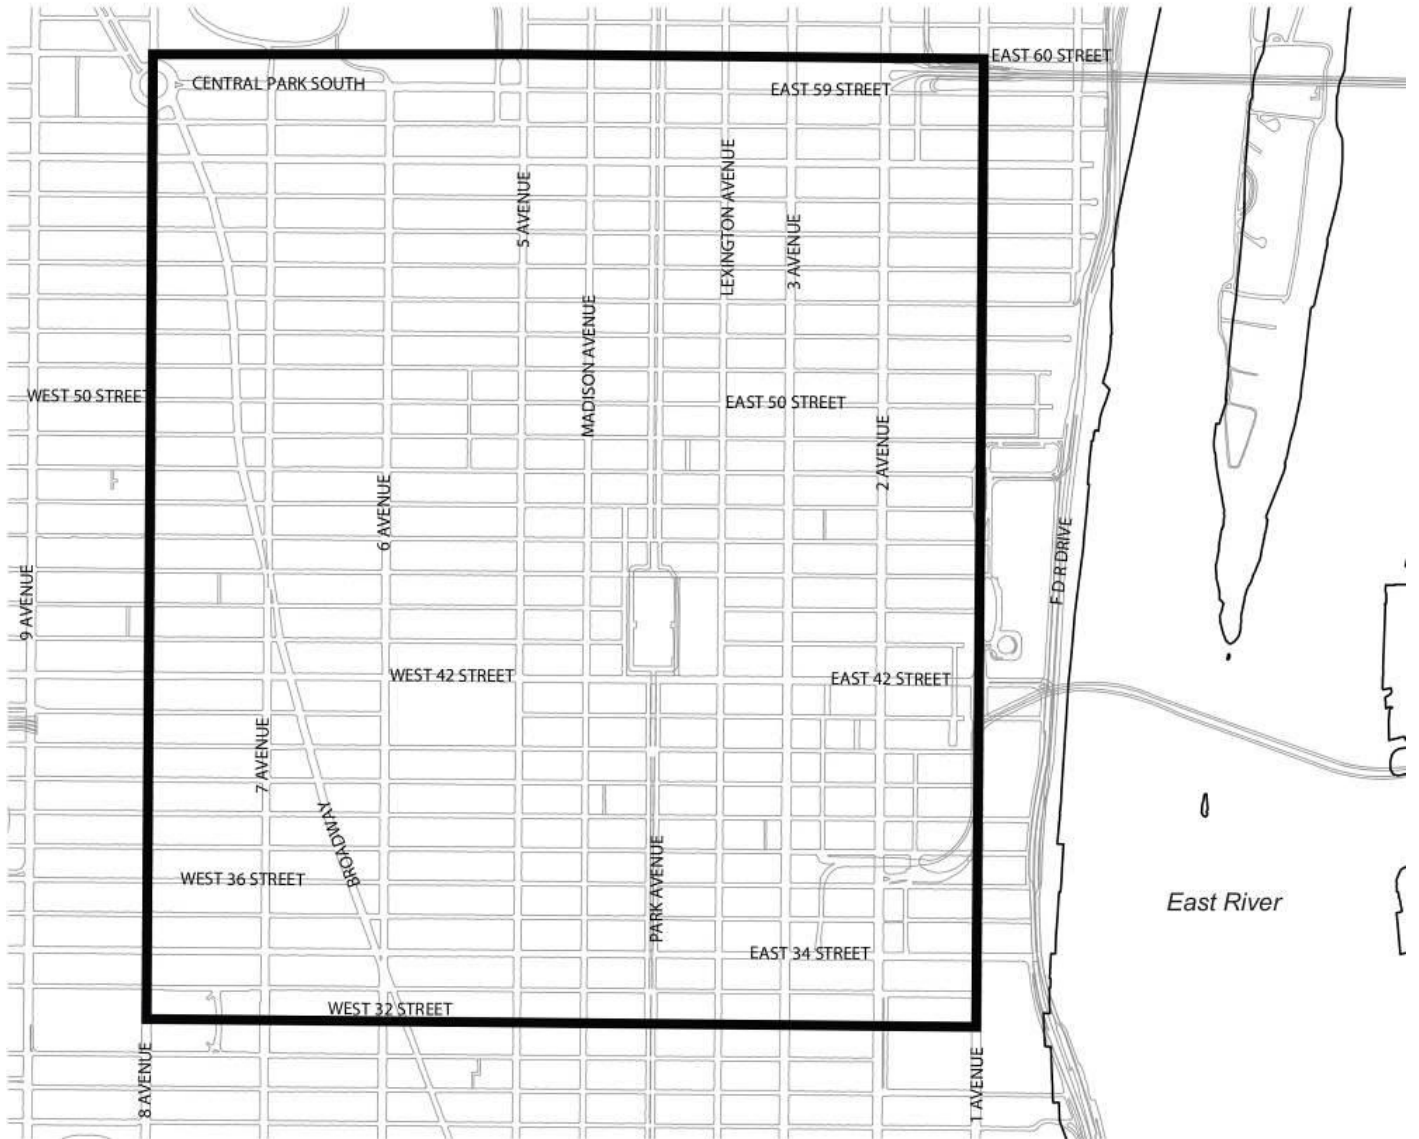 EAST 60 STREET
CENTRAL PARK SOUTH
EAST 59 STREET
LEXINGTON AVENUE
5 AVENUE
3 AVENUE
MADISON AVENUE
WEST 50 STREET
EAST 50 STREET
2 AVENUE
6 AVENUE
F D R DRIVE
9 AVENUE
WEST 42 STREET
EAST 42 STREET
7 AVENUE
BROADWAY
WEST 36 STREET
PARK AVENUE
East River
EAST 34 STREET
WEST 32 STREET
8 AVENUE
1 AVENUE